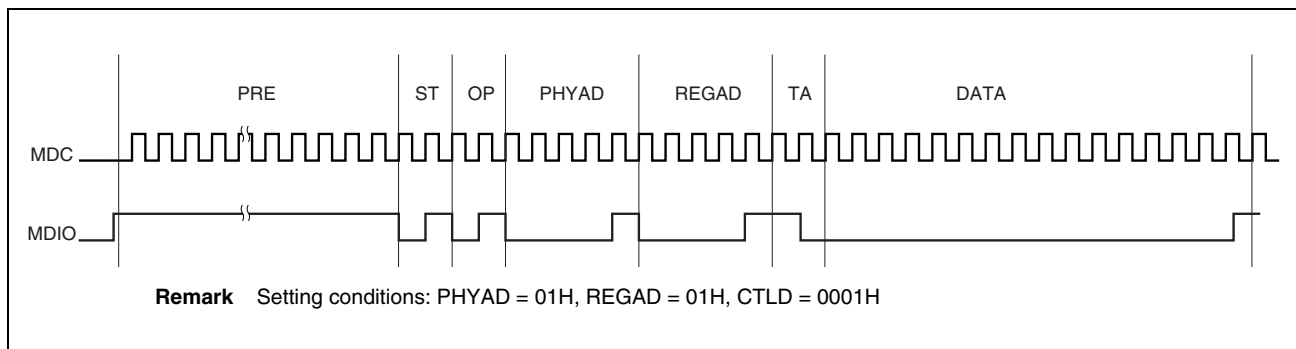 PRE ST OP PHYAD REGAD TA DATA
MDC
MDIO
Remark Setting conditions: PHYAD = 01H, REGAD = 01H, CTLD = 0001H